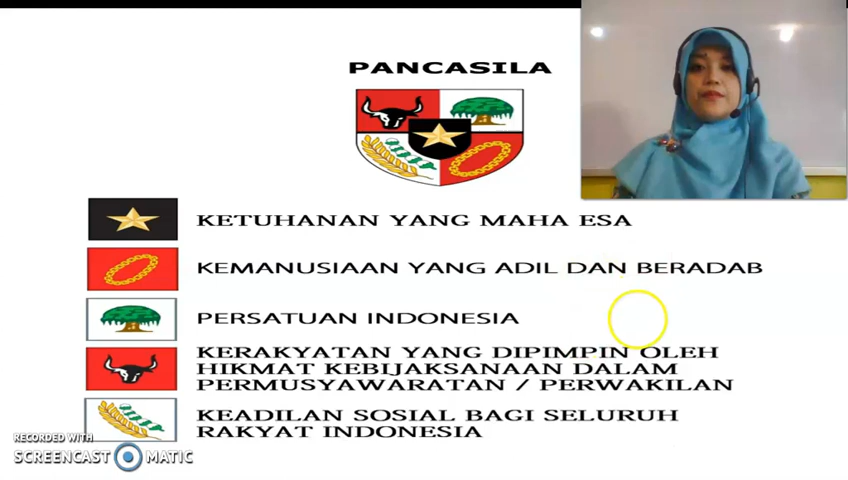 PANCASILA
KETUHANAN YANG MAHA ESA
KEMANUSIAAN YANG ADIL DAN BERADAB
PERSATUAN INDONESIA
KERAKYATAN YANG DIPIMPIN OLEH
HIKMAT KEBIJAKSANAAN DALAM
PERMUSYAWARATAN / PERWAKILAN
KEADILAN SOSIAL BAGI SELURUH
RAKYAT INDONESIA
RECORDED WITH
SCREENCAST MATIC